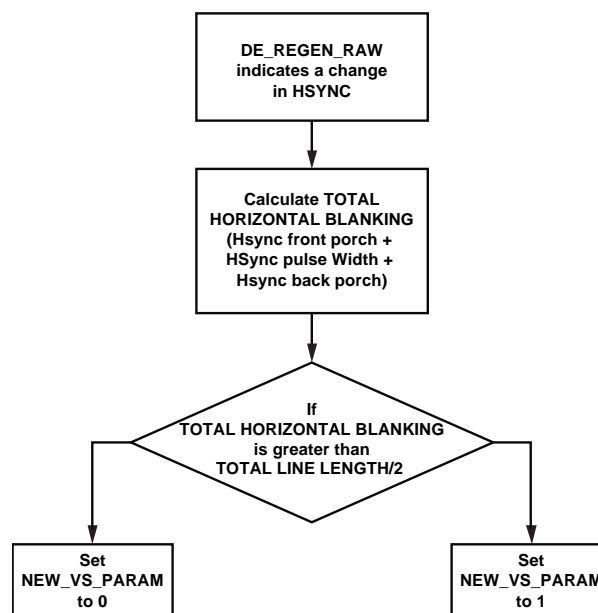 DE_REGEN_RAW
indicates a change
in HSYNC
Calculate TOTAL
HORIZONTAL BLANKING
(Hsync front porch +
HSync pulse Width +
Hsync back porch)
If
TOTAL HORIZONTAL BLANKING
is greater than
TOTAL LINE LENGTH/2
Set
NEW_VS_PARAM
to 0
Set
NEW_VS_PARAM
to 1